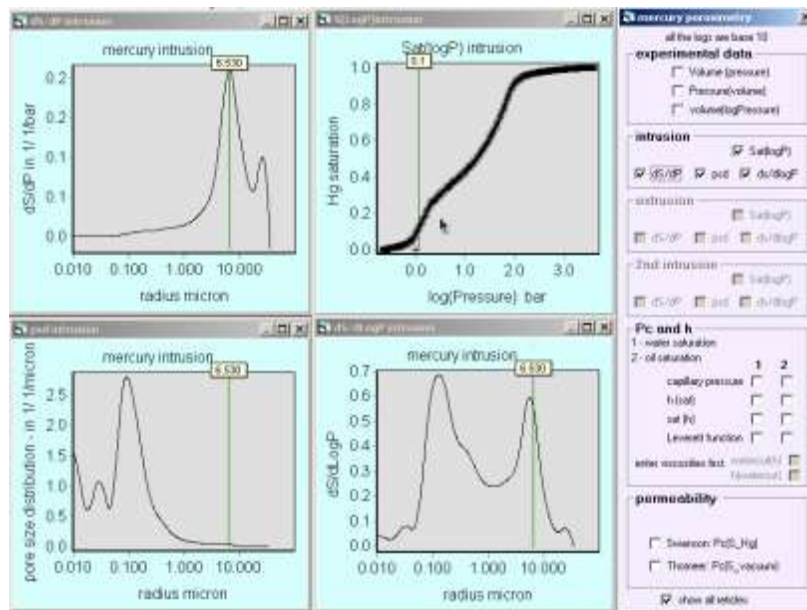 dS/dP intrusion
mercury intrusion
6.530
0.2
0.2
0.1
0.1
0.0
dS/dP in 1/ 1/bar
0.010 0.100 1.000 10.000
radius micron
S(LogP)intrusion
Sat(logP) intrusion
0.1
1.0
0.8
0.6
0.4
0.2
0.0
Hg saturation
0.0 1.0 2.0 3.0
log(Pressure) bar
psd intrusion
mercury intrusion
6.530
2.5
2.0
1.5
1.0
0.5
0.0
pore size distribution - in 1/ 1/micron
0.010 0.100 1.000 10.000
radius micron
dS/dLogP intrusion
mercury intrusion
6.530
0.7
0.6
0.5
0.4
0.3
0.2
0.1
0.0
dS/dLogP
0.010 0.100 1.000 10.000
radius micron
mercury porosimetry
all the logs are base 10
experimental data
Volume (pressure)
Pressure(volume)
volume(logPressure)
intrusion
Sat(logP)
dS/dP psd ds/dlogP
extrusion
Sat(logP)
dS/dP psd ds/dlogP
2nd intrusion
Sat(logP)
dS/dP psd ds/dlogP
Pc and h
1 - water saturation
2 - oil saturation
1 2
capillary pressure
h (sat)
sat (h)
Leverett function
enter viscosities first
permeability
Swanson: Pc(S_Hg)
Thomeer: Pc(S_vacuum)
show all reticles